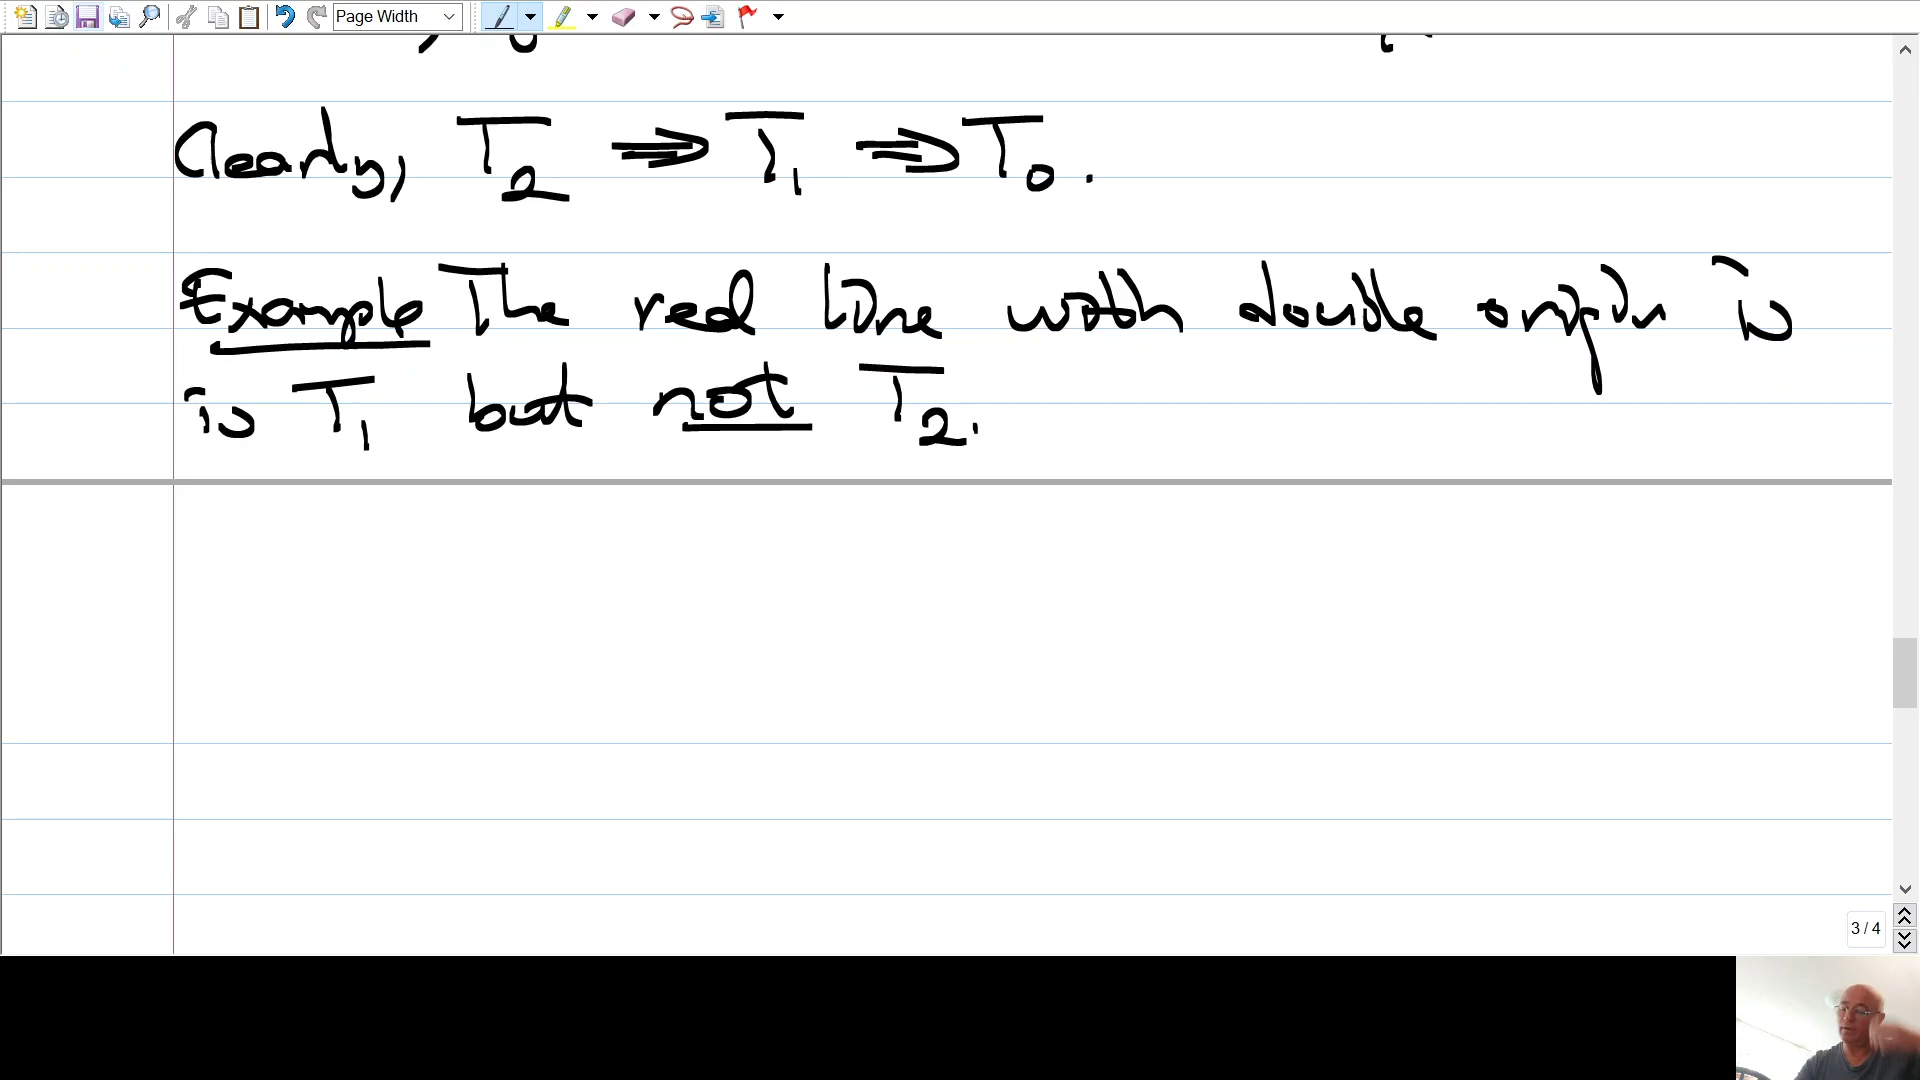 Page Width
Clearly, T₂ ⇒ T₁ ⇒ T₀.
Example The real line with double origin is
is T₁ but not T₂.
3 / 4